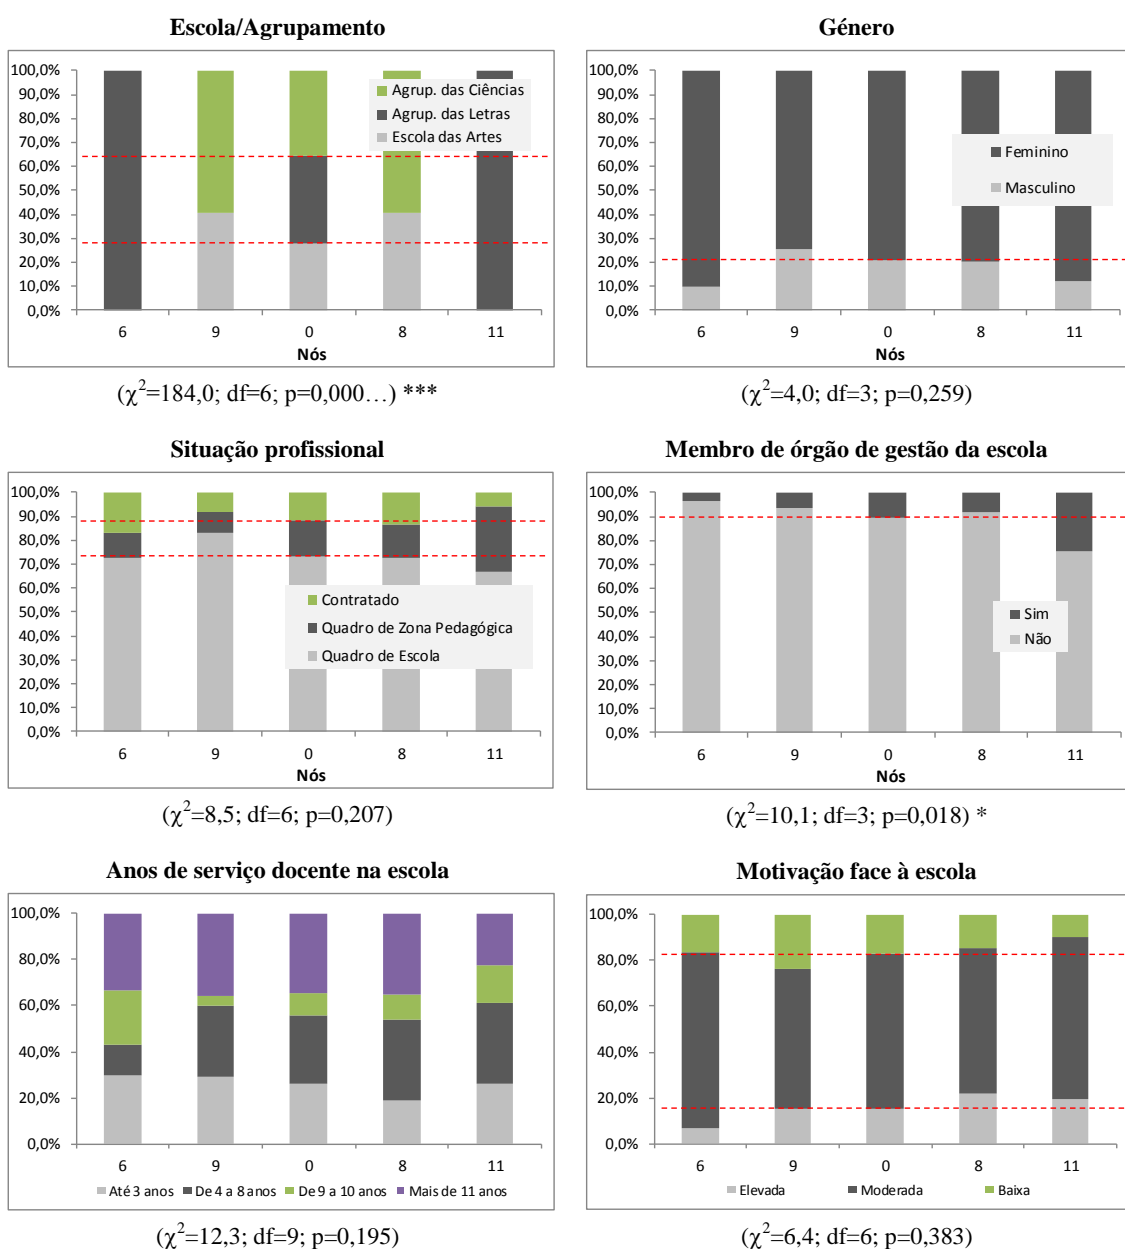 Escola/Agrupamento
100,0%
90,0%
80,0%
70,0%
60,0%
50,0%
40,0%
30,0%
20,0%
10,0%
0,0%
Agrup. das Ciências
Agrup. das Letras
Escola das Artes
6 9 0 8 11
Nós
(χ²=184,0; df=6; p=0,000…) ***
Género
100,0%
90,0%
80,0%
70,0%
60,0%
50,0%
40,0%
30,0%
20,0%
10,0%
0,0%
Feminino
Masculino
6 9 0 8 11
Nós
(χ²=4,0; df=3; p=0,259)
Situação profissional
100,0%
90,0%
80,0%
70,0%
60,0%
50,0%
40,0%
30,0%
20,0%
10,0%
0,0%
Contratado
Quadro de Zona Pedagógica
Quadro de Escola
6 9 0 8 11
Nós
(χ²=8,5; df=6; p=0,207)
Membro de órgão de gestão da escola
100,0%
90,0%
80,0%
70,0%
60,0%
50,0%
40,0%
30,0%
20,0%
10,0%
0,0%
Sim
Não
6 9 0 8 11
Nós
(χ²=10,1; df=3; p=0,018) *
Anos de serviço docente na escola
100,0%
80,0%
60,0%
40,0%
20,0%
0,0%
6 9 0 8 11
Até 3 anos De 4 a 8 anos De 9 a 10 anos Mais de 11 anos
(χ²=12,3; df=9; p=0,195)
Motivação face à escola
100,0%
80,0%
60,0%
40,0%
20,0%
0,0%
6 9 0 8 11
Elevada Moderada Baixa
(χ²=6,4; df=6; p=0,383)